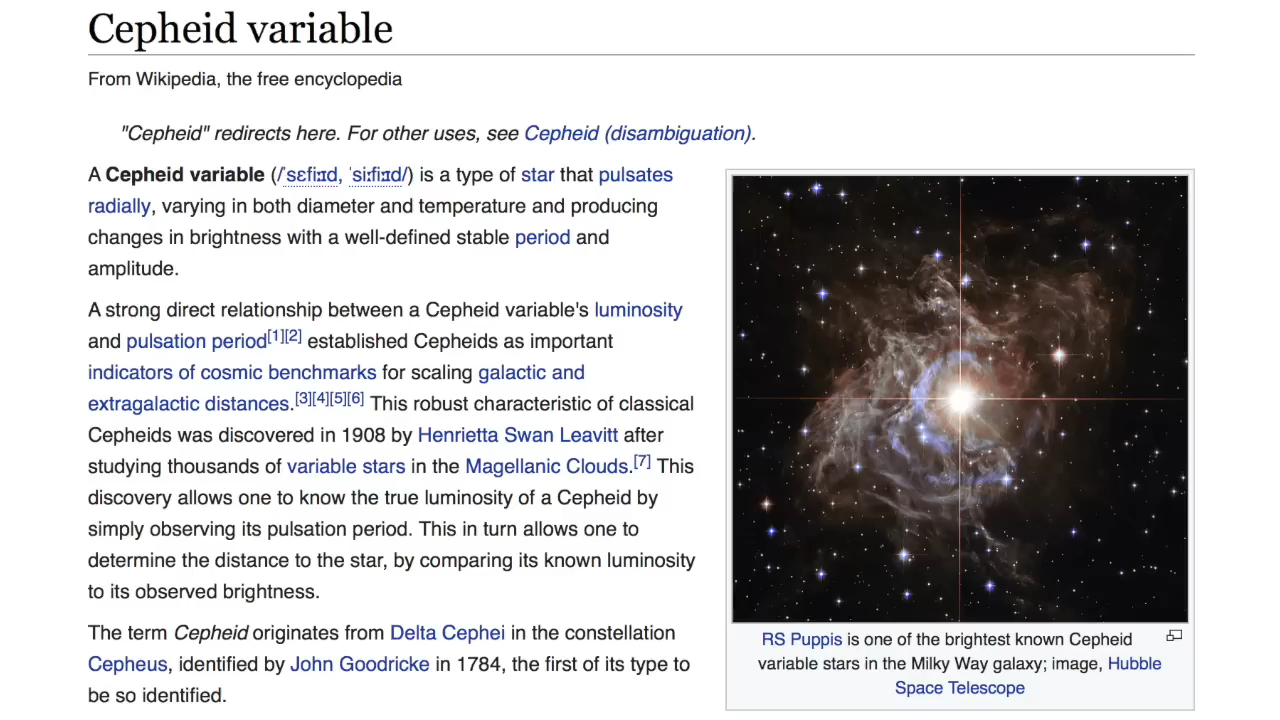 Cepheid variable
From Wikipedia, the free encyclopedia
"Cepheid" redirects here. For other uses, see Cepheid (disambiguation).
A Cepheid variable (/ˈsɛfiːɪd, ˈsiːfiːɪd/) is a type of star that pulsates
radially, varying in both diameter and temperature and producing
changes in brightness with a well-defined stable period and
amplitude.
A strong direct relationship between a Cepheid variable's luminosity
and pulsation period[1][2] established Cepheids as important
indicators of cosmic benchmarks for scaling galactic and
extragalactic distances.[3][4][5][6] This robust characteristic of classical
Cepheids was discovered in 1908 by Henrietta Swan Leavitt after
studying thousands of variable stars in the Magellanic Clouds.[7] This
discovery allows one to know the true luminosity of a Cepheid by
simply observing its pulsation period. This in turn allows one to
determine the distance to the star, by comparing its known luminosity
to its observed brightness.
The term Cepheid originates from Delta Cephei in the constellation
Cepheus, identified by John Goodricke in 1784, the first of its type to
be so identified.
RS Puppis is one of the brightest known Cepheid
variable stars in the Milky Way galaxy; image, Hubble
Space Telescope